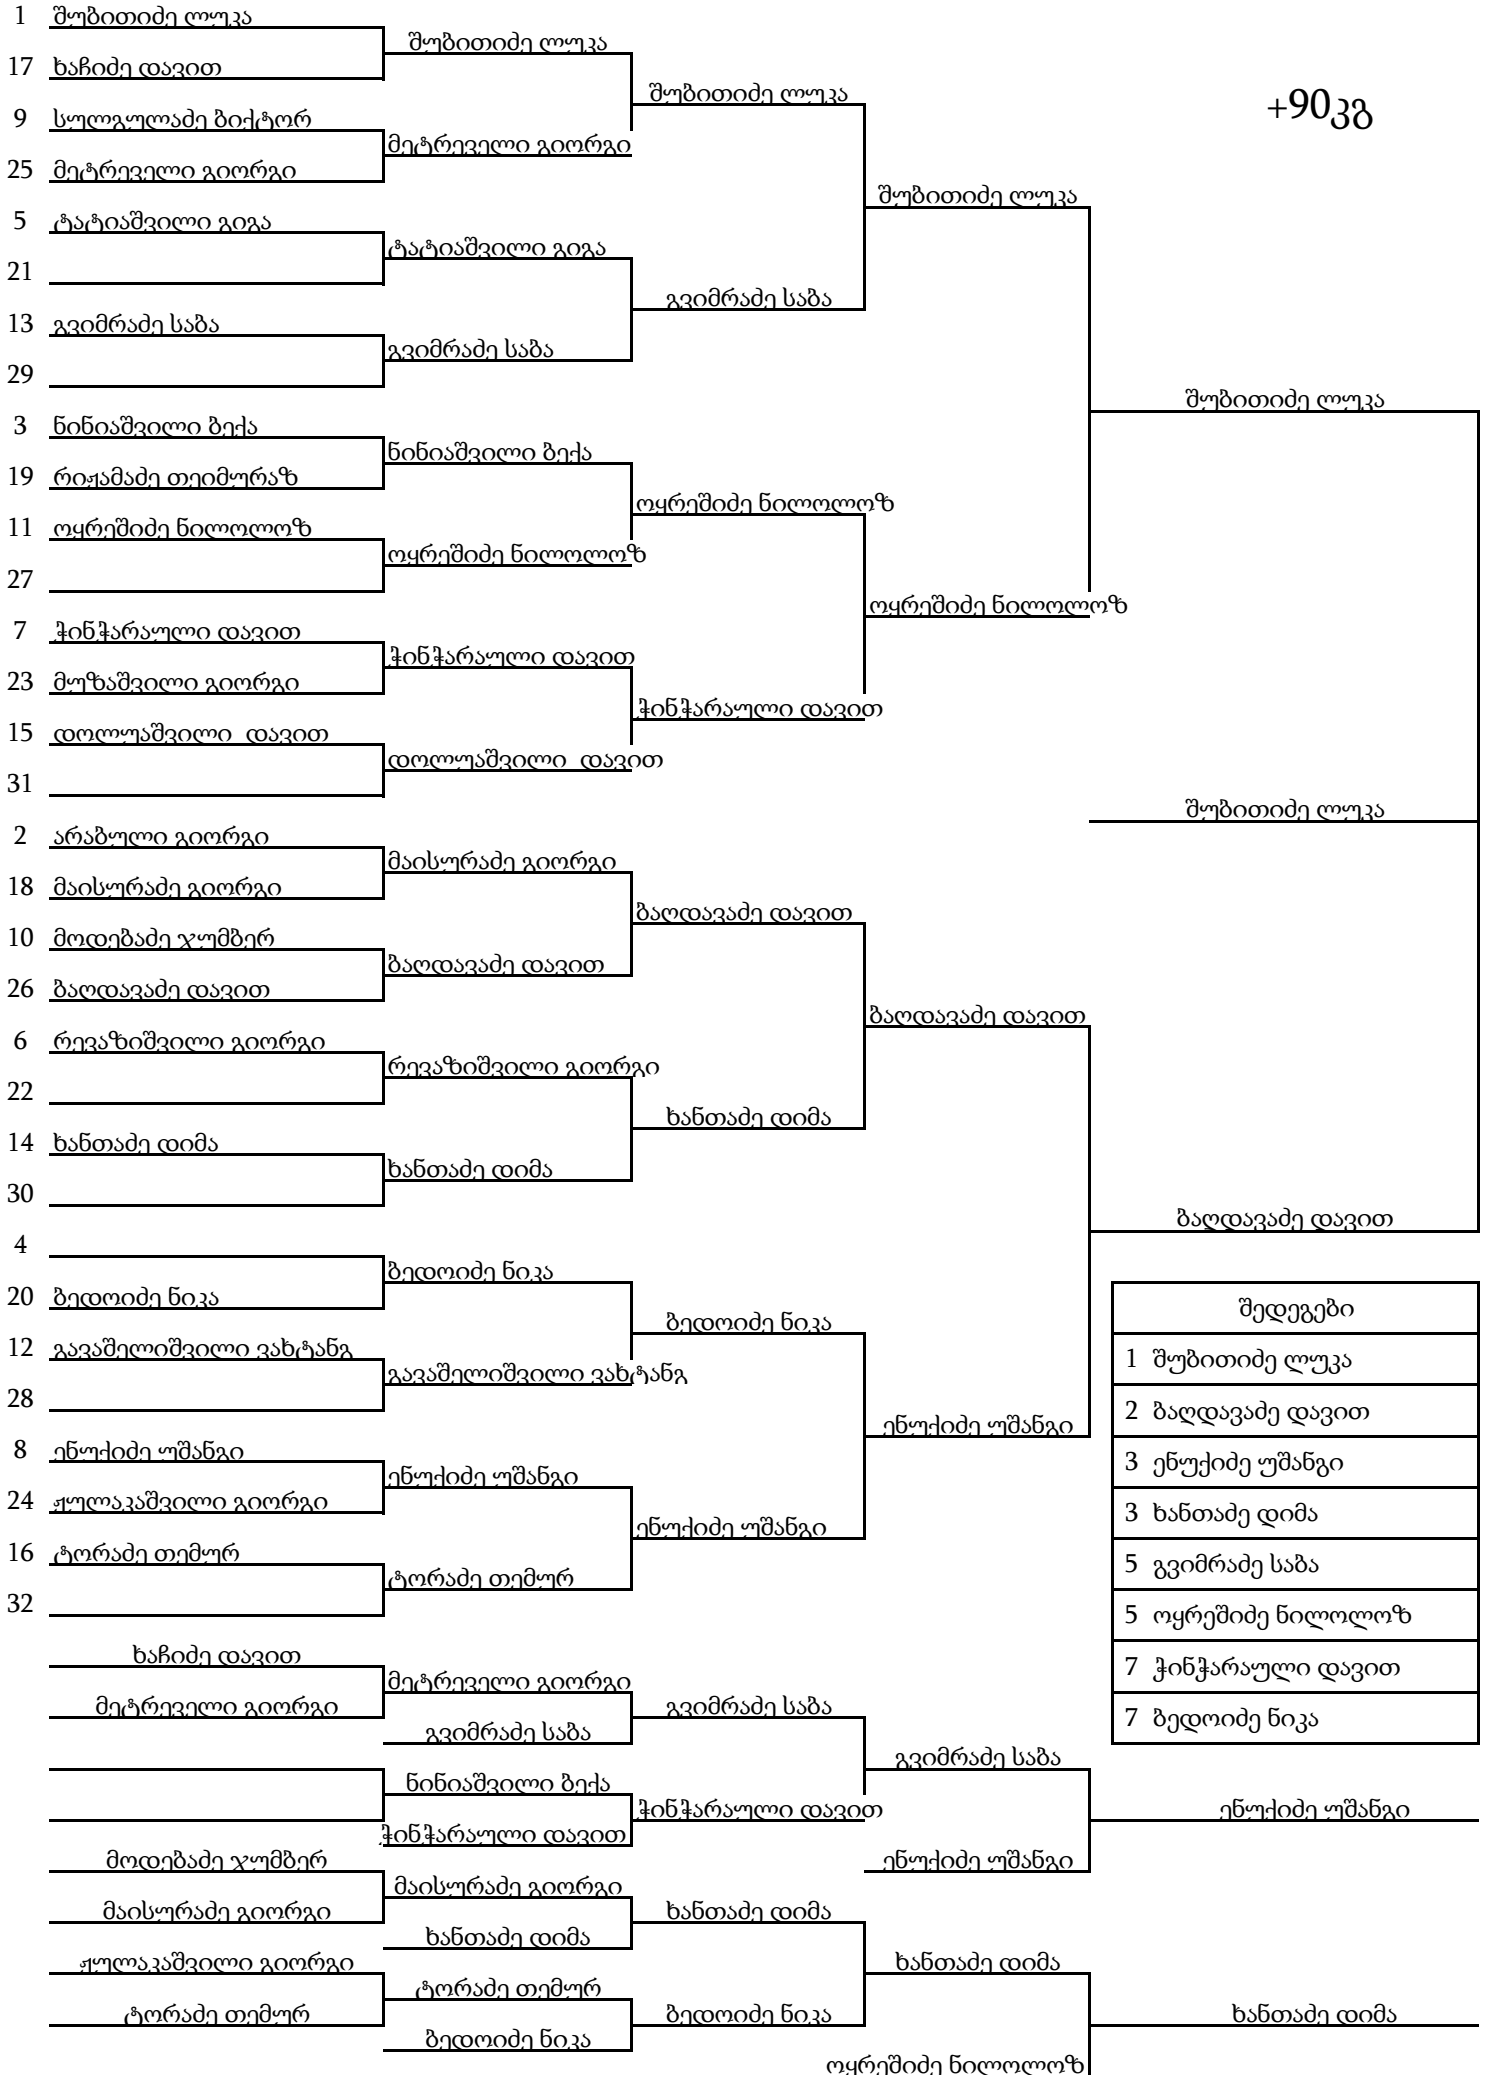 1 შუბითიძე ლუკა
შუბითიძე ლუკა
17 ხაჩიძე დავით
შუბითიძე ლუკა
+90კგ
9 სულგულაძე ბიქტორ
მეტრეველი გიორგი
25 მეტრეველი გიორგი
შუბითიძე ლუკა
5 ტატიაშვილი გიგა
ტატიაშვილი გიგა
21
გვიმრაძე საბა
13 გვიმრაძე საბა
გვიმრაძე საბა
29
შუბითიძე ლუკა
3 ნინიაშვილი ბექა
ნინიაშვილი ბექა
19 რიჟამაძე თეიმურაზ
ოყრეშიძე ნილოლოზ
11 ოყრეშიძე ნილოლოზ
ოყრეშიძე ნილოლოზ
27
ოყრეშიძე ნილოლოზ
7 ჭინჭარაული დავით
ჭინჭარაული დავით
23 მუზაშვილი გიორგი
ჭინჭარაული დავით
15 დოლუაშვილი  დავით
დოლუაშვილი  დავით
31
შუბითიძე ლუკა
2 არაბული გიორგი
მაისურაძე გიორგი
18 მაისურაძე გიორგი
ბაღდავაძე დავით
10 მოდებაძე ჯუმბერ
ბაღდავაძე დავით
26 ბაღდავაძე დავით
ბაღდავაძე დავით
6 რევაზიშვილი გიორგი
რევაზიშვილი გიორგი
22
ხანთაძე დიმა
14 ხანთაძე დიმა
ხანთაძე დიმა
30
ბაღდავაძე დავით
4
ბედოიძე ნიკა
20 ბედოიძე ნიკა
ბედოიძე ნიკა
12 გავაშელიშვილი ვახტანგ
გავაშელიშვილი ვახტანგ
28
ენუქიძე უშანგი
8 ენუქიძე უშანგი
ენუქიძე უშანგი
24 ჟულაკაშვილი გიორგი
ენუქიძე უშანგი
16 ტორაძე თემურ
ტორაძე თემურ
32
შედეგები
1 შუბითიძე ლუკა
2 ბაღდავაძე დავით
3 ენუქიძე უშანგი
3 ხანთაძე დიმა
5 გვიმრაძე საბა
5 ოყრეშიძე ნილოლოზ
7 ჭინჭარაული დავით
7 ბედოიძე ნიკა
ხაჩიძე დავით
მეტრეველი გიორგი
მეტრეველი გიორგი
გვიმრაძე საბა
გვიმრაძე საბა
გვიმრაძე საბა
ნინიაშვილი ბექა
ჭინჭარაული დავით
ენუქიძე უშანგი
ჭინჭარაული დავით
მოდებაძე ჯუმბერ
ენუქიძე უშანგი
მაისურაძე გიორგი
მაისურაძე გიორგი
ხანთაძე დიმა
ხანთაძე დიმა
ჟულაკაშვილი გიორგი
ხანთაძე დიმა
ტორაძე თემურ
ტორაძე თემურ
ბედოიძე ნიკა
ხანთაძე დიმა
ბედოიძე ნიკა
ოყრეშიძე ნილოლოზ